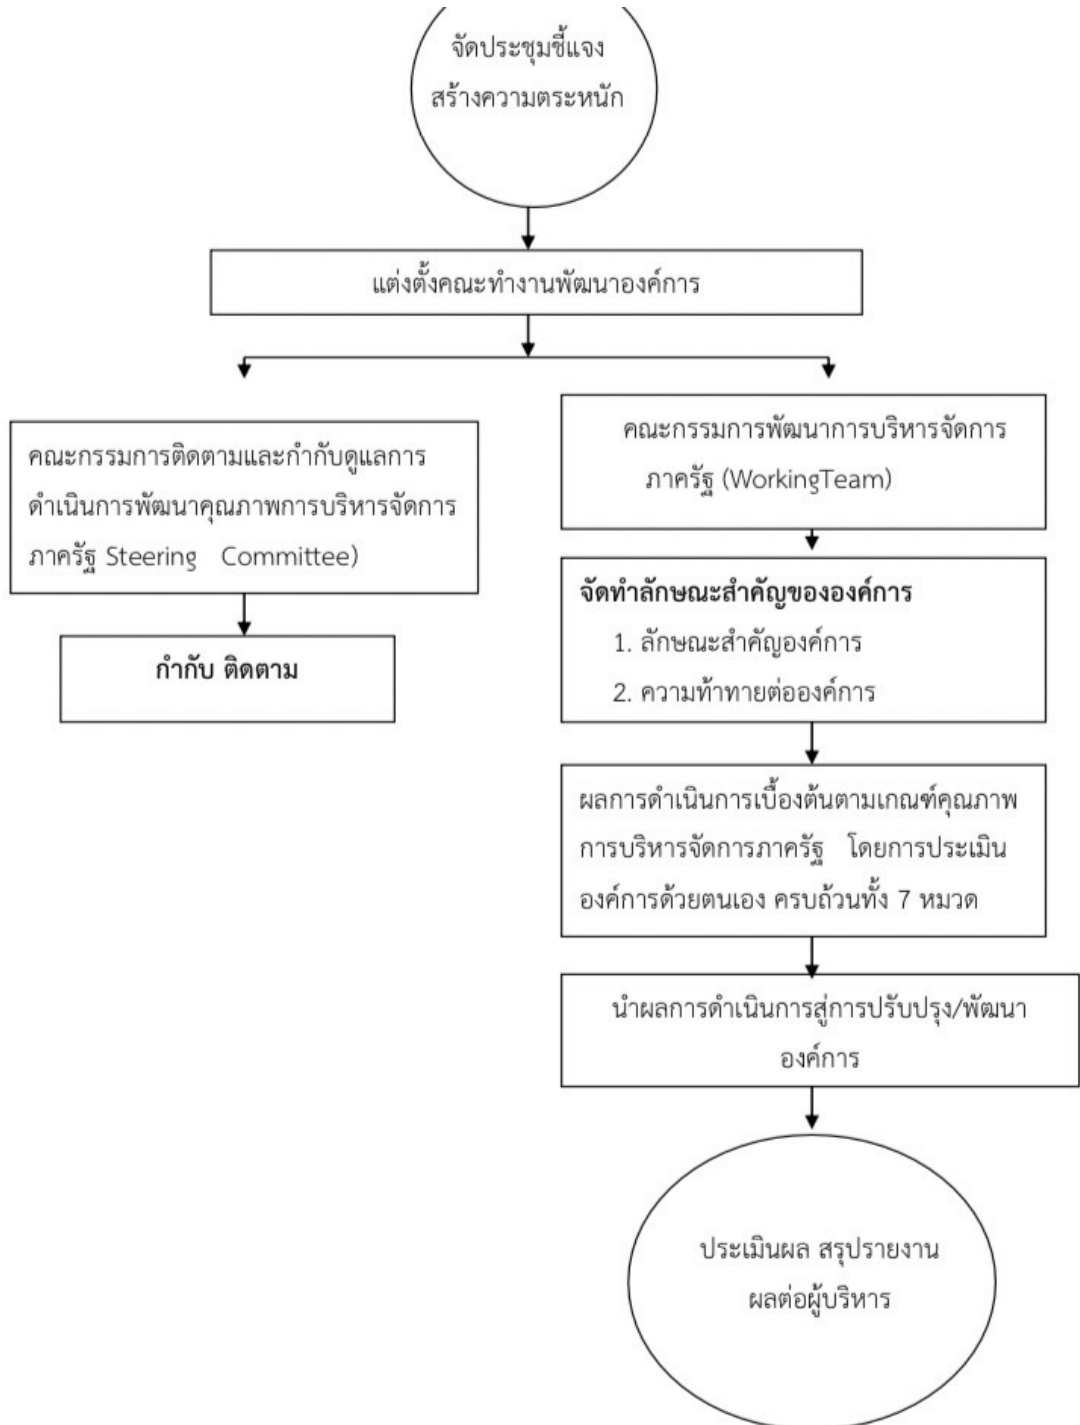 จัดประชุมชี้แจง
สร้างความตระหนัก
แต่งตั้งคณะทำงานพัฒนาองค์การ
คณะกรรมการติดตามและกำกับดูแลการ
ดำเนินการพัฒนาคุณภาพการบริหารจัดการ
ภาครัฐ Steering Committee)
กำกับ ติดตาม
คณะกรรมการพัฒนาการบริหารจัดการ
ภาครัฐ (WorkingTeam)
จัดทำลักษณะสำคัญขององค์การ
1. ลักษณะสำคัญองค์การ
2. ความท้าทายต่อองค์การ
ผลการดำเนินการเบื้องต้นตามเกณฑ์คุณภาพ
การบริหารจัดการภาครัฐ โดยการประเมิน
องค์การด้วยตนเอง ครบถ้วนทั้ง 7 หมวด
นำผลการดำเนินการสู่การปรับปรุง/พัฒนา
องค์การ
ประเมินผล สรุปรายงาน
ผลต่อผู้บริหาร